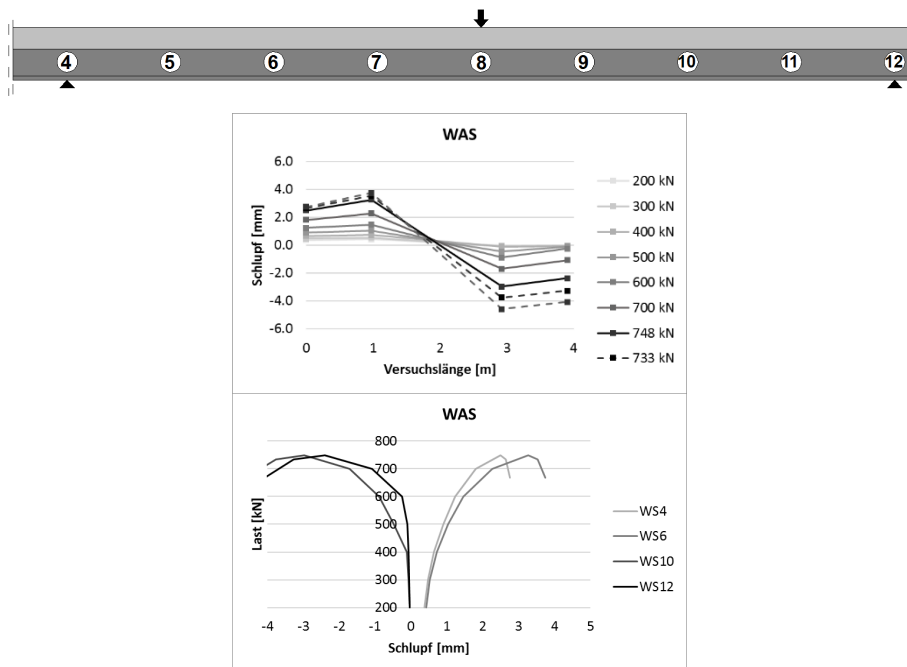 4 5 6 7 8 9 10 11 12
WAS
6.0
4.0
2.0
0.0
-2.0
-4.0
-6.0
Schlupf [mm]
0 1 2 3 4
Versuchslänge [m]
200 kN
300 kN
400 kN
500 kN
600 kN
700 kN
748 kN
733 kN
WAS
800
700
600
500
400
300
200
Last [kN]
-4 -3 -2 -1 0 1 2 3 4 5
Schlupf [mm]
WS4
WS6
WS10
WS12